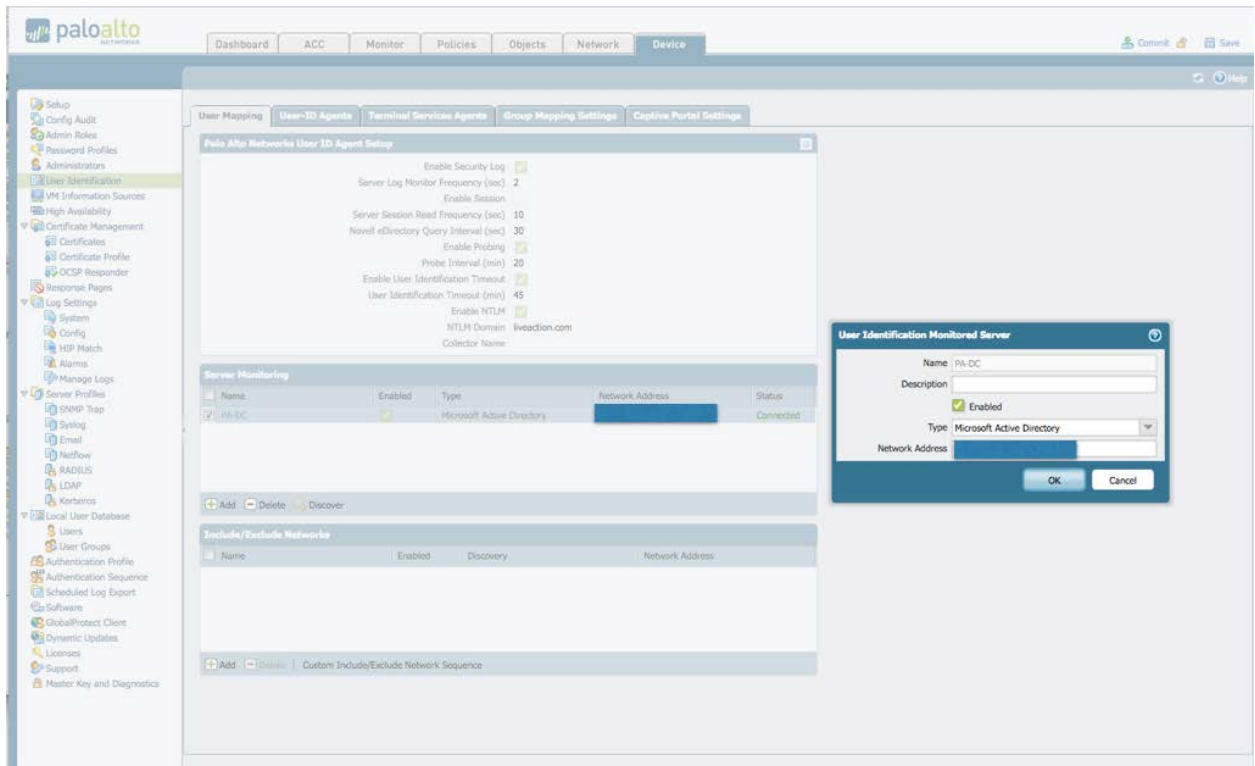 paloalto
NETWORKS
Dashboard ACC Monitor Policies Objects Network Device
Commit Save
Help
Setup
Config Audit
Admin Roles
Password Profiles
Administrators
User Identification
VM Information Sources
High Availability
Certificate Management
Certificates
Certificate Profile
OCSP Responder
Response Pages
Log Settings
System
Config
HIP Match
Alarms
Manage Logs
Server Profiles
SNMP Trap
Syslog
Email
Netflow
RADIUS
LDAP
Kerberos
Local User Database
Users
User Groups
Authentication Profile
Authentication Sequence
Scheduled Log Export
Software
GlobalProtect Client
Dynamic Updates
Licenses
Support
Master Key and Diagnostics
User Mapping User-ID Agents Terminal Services Agents Group Mapping Settings Captive Portal Settings
Palo Alto Networks User ID Agent Setup
Enable Security Log
Server Log Monitor Frequency (sec) 2
Enable Session
Server Session Read Frequency (sec) 10
Novell eDirectory Query Interval (sec) 30
Enable Probing
Probe Interval (min) 20
Enable User Identification Timeout
User Identification Timeout (min) 45
Enable NTLM
NTLM Domain liveaction.com
Collector Name
Server Monitoring
Name Enabled Type Network Address Status
PA-DC Microsoft Active Directory Connected
Add Delete Discover
Include/Exclude Networks
Name Enabled Discovery Network Address
Add Delete Custom Include/Exclude Network Sequence
User Identification Monitored Server
Name PA-DC
Description
Enabled
Type Microsoft Active Directory
Network Address
OK Cancel